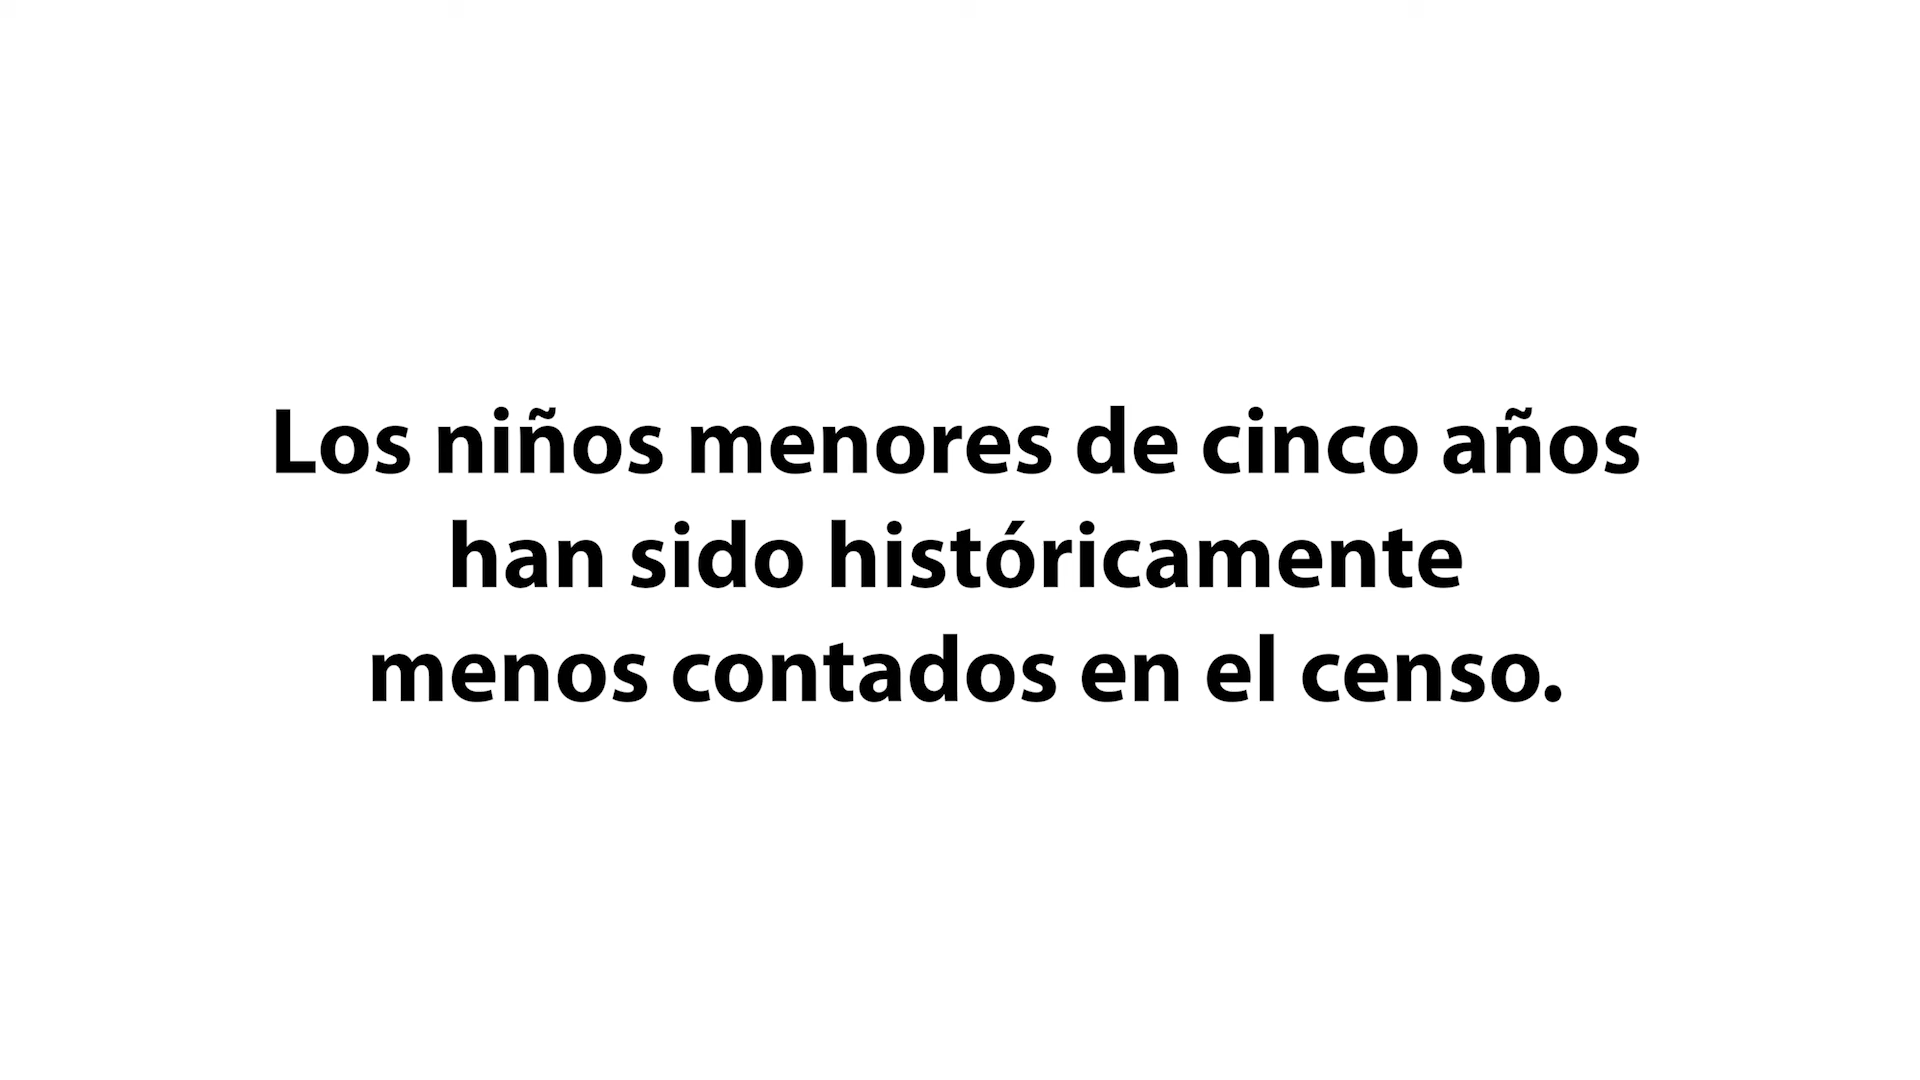 Los niños menores de cinco años
han sido históricamente
menos contados en el censo.